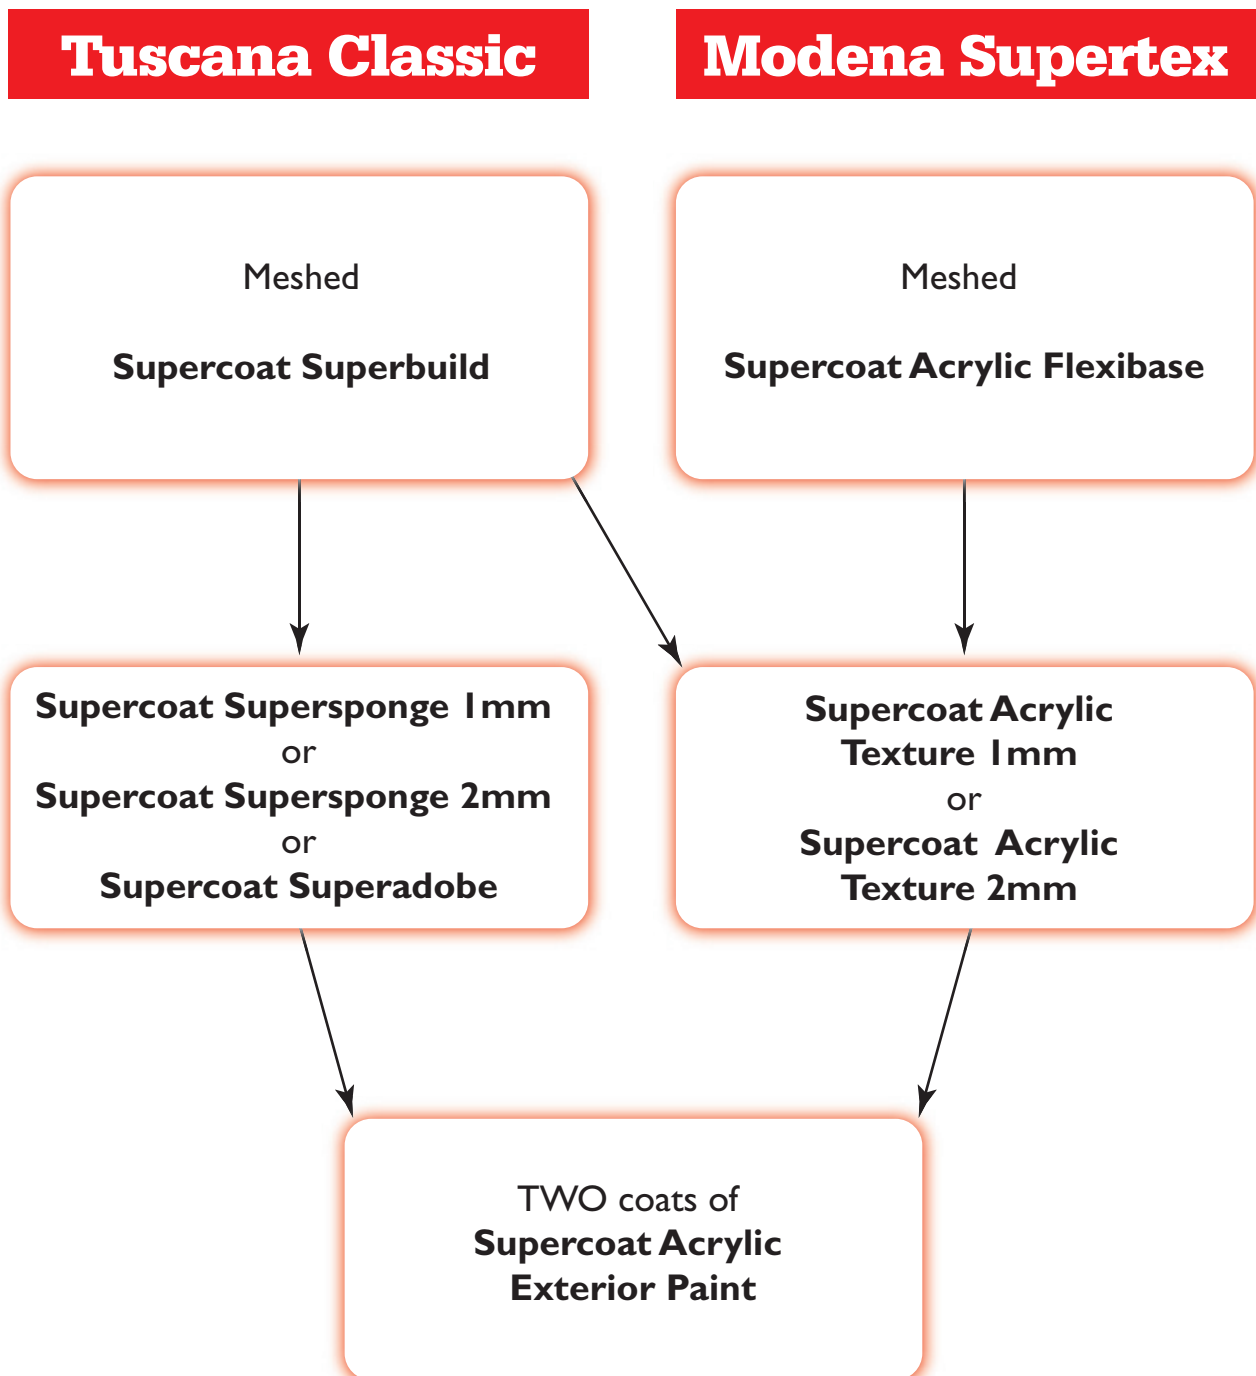 Tuscana Classic
Modena Supertex
Meshed
Supercoat Superbuild
Meshed
Supercoat Acrylic Flexibase
Supercoat Supersponge 1mm
or
Supercoat Supersponge 2mm
or
Supercoat Superadobe
Supercoat Acrylic
Texture 1mm
or
Supercoat Acrylic
Texture 2mm
TWO coats of
Supercoat Acrylic
Exterior Paint